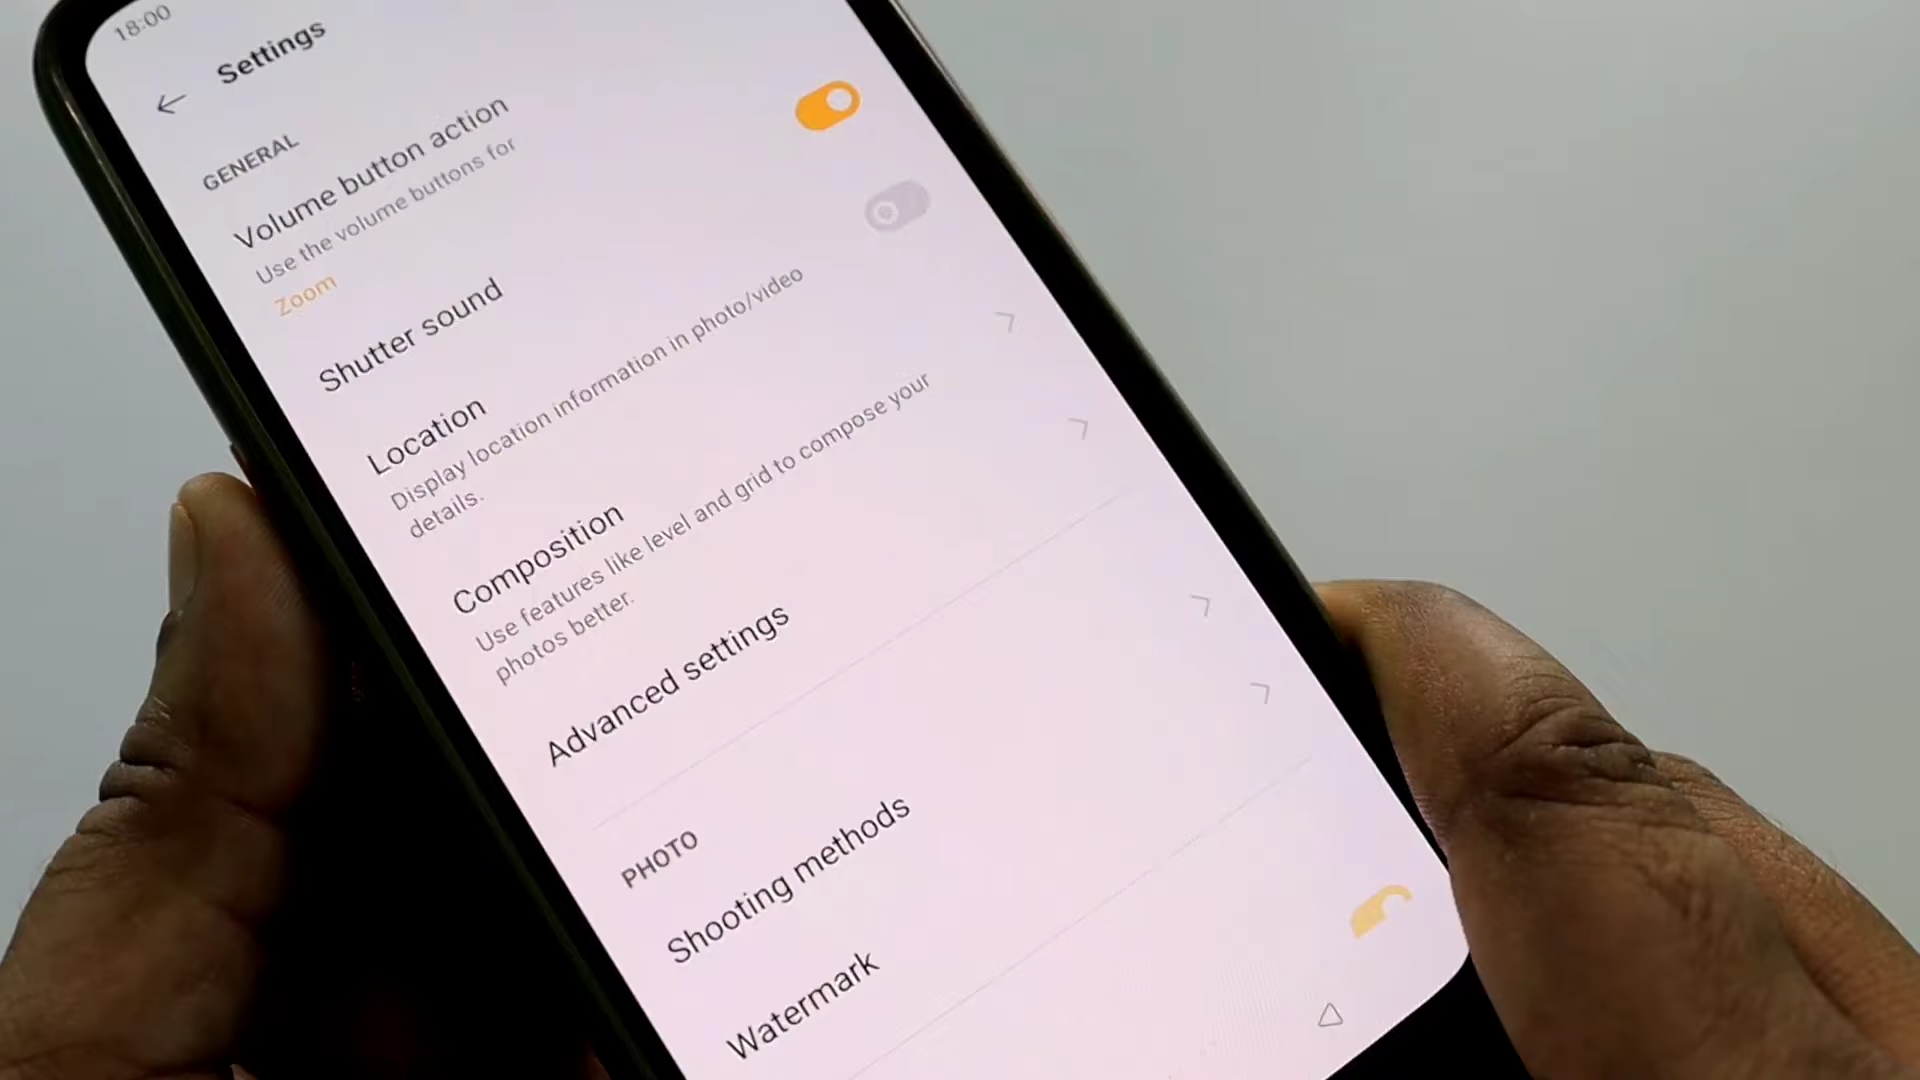 18:00
Settings
GENERAL
Volume button action
Use the volume buttons for
Zoom
Shutter sound
Location
Display location information in photo/video
details.
Composition
Use features like level and grid to compose your
photos better.
Advanced settings
PHOTO
Shooting methods
Watermark